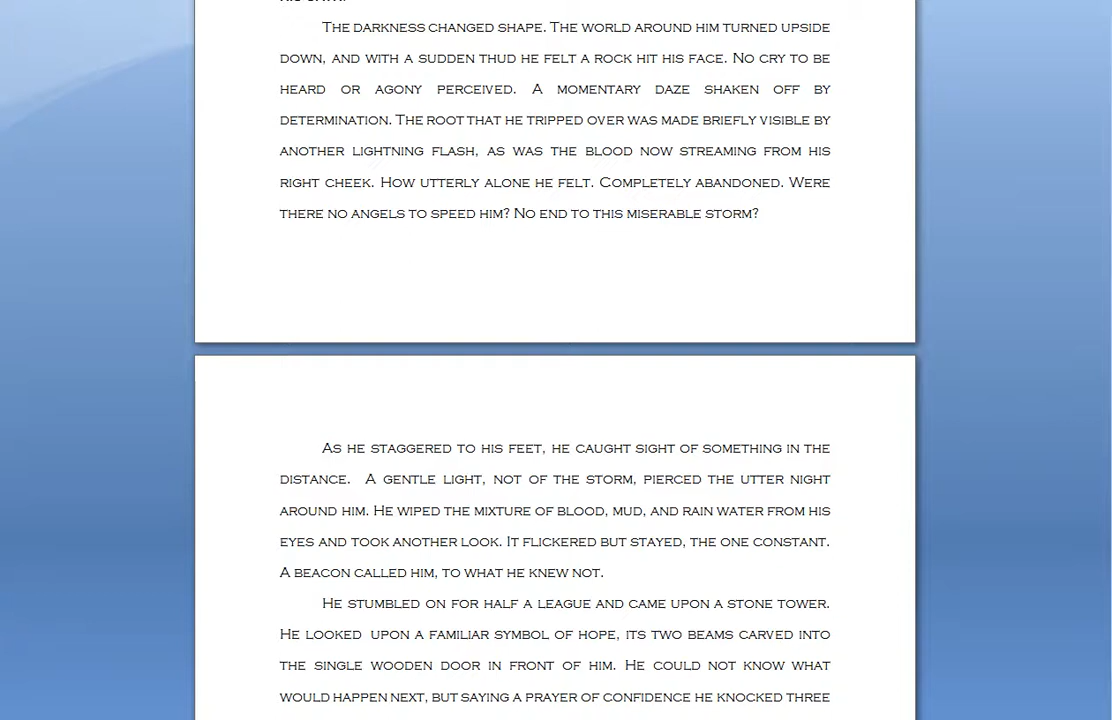 THE DARKNESS CHANGED SHAPE. THE WORLD AROUND HIM TURNED UPSIDE
DOWN, AND WITH A SUDDEN THUD HE FELT A ROCK HIT HIS FACE. NO CRY TO BE
HEARD OR AGONY PERCEIVED. A MOMENTARY DAZE SHAKEN OFF BY
DETERMINATION. THE ROOT THAT HE TRIPPED OVER WAS MADE BRIEFLY VISIBLE BY
ANOTHER LIGHTNING FLASH, AS WAS THE BLOOD NOW STREAMING FROM HIS
RIGHT CHEEK. HOW UTTERLY ALONE HE FELT. COMPLETELY ABANDONED. WERE
THERE NO ANGELS TO SPEED HIM? NO END TO THIS MISERABLE STORM?
AS HE STAGGERED TO HIS FEET, HE CAUGHT SIGHT OF SOMETHING IN THE
DISTANCE. A GENTLE LIGHT, NOT OF THE STORM, PIERCED THE UTTER NIGHT
AROUND HIM. HE WIPED THE MIXTURE OF BLOOD, MUD, AND RAIN WATER FROM HIS
EYES AND TOOK ANOTHER LOOK. IT FLICKERED BUT STAYED, THE ONE CONSTANT.
A BEACON CALLED HIM, TO WHAT HE KNEW NOT.
HE STUMBLED ON FOR HALF A LEAGUE AND CAME UPON A STONE TOWER.
HE LOOKED UPON A FAMILIAR SYMBOL OF HOPE, ITS TWO BEAMS CARVED INTO
THE SINGLE WOODEN DOOR IN FRONT OF HIM. HE COULD NOT KNOW WHAT
WOULD HAPPEN NEXT, BUT SAYING A PRAYER OF CONFIDENCE HE KNOCKED THREE